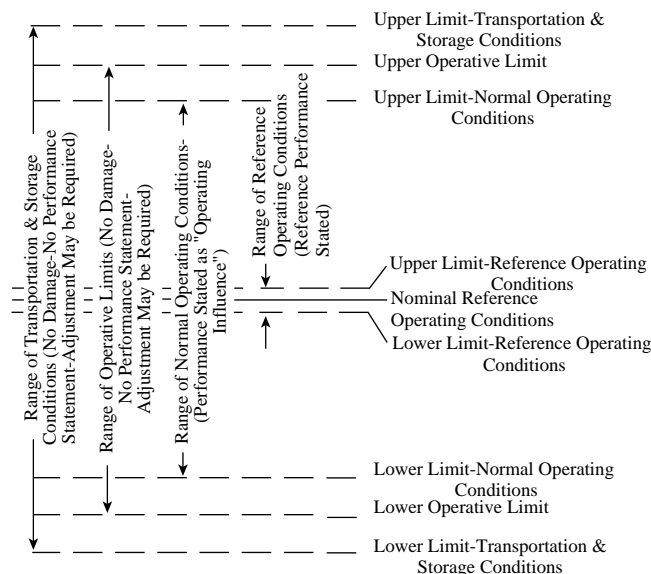 Upper Limit-Transportation &
Storage Conditions
Upper Operative Limit
Upper Limit-Normal Operating
Conditions
Range of Transportation & Storage
Conditions (No Damage-No Performance
Statement-Adjustment May be Required)
Range of Operative Limits (No Damage-
No Performance Statement-
Adjustment May be Required)
Range of Normal Operating Conditions-
(Performance Stated as "Operating
Influence")
Range of Reference
Operating Conditions
(Reference Performance
Stated)
Upper Limit-Reference Operating
Conditions
Nominal Reference
Operating Conditions
Lower Limit-Reference Operating
Conditions
Lower Limit-Normal Operating
Conditions
Lower Operative Limit
Lower Limit-Transportation &
Storage Conditions